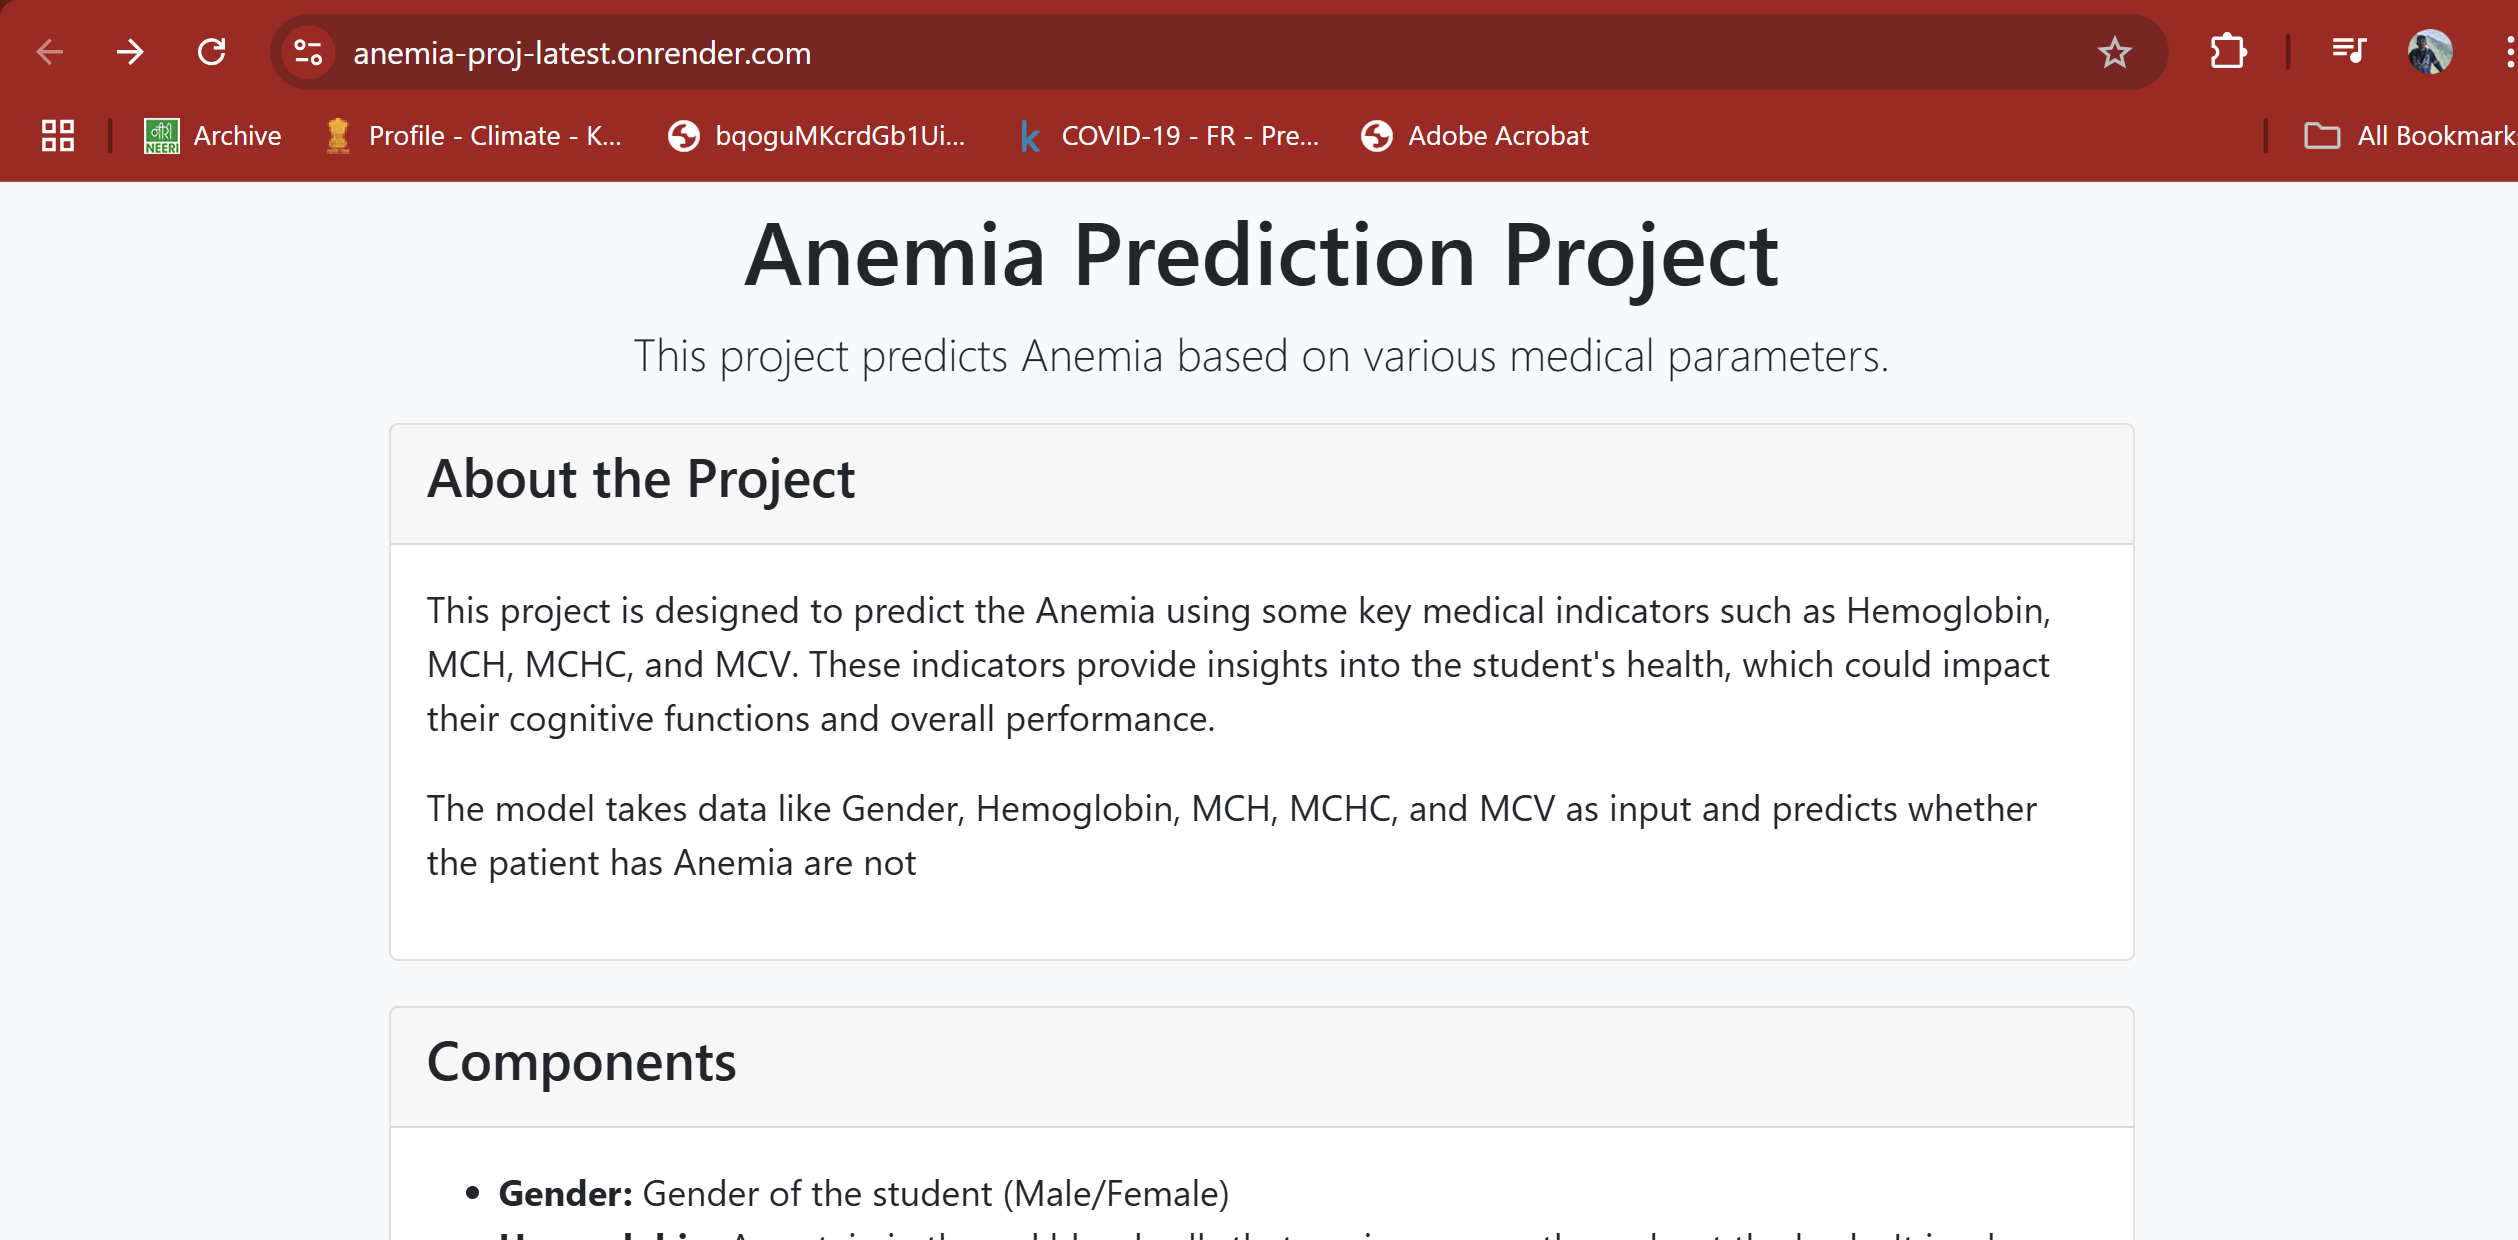 anemia-proj-latest.onrender.com
नीरी
NEERI
Archive
Profile - Climate - K...
bqoguMKcrdGb1Ui...
k
COVID-19 - FR - Pre...
Adobe Acrobat
All Bookmark
Anemia Prediction Project
This project predicts Anemia based on various medical parameters.
About the Project
This project is designed to predict the Anemia using some key medical indicators such as Hemoglobin,
MCH, MCHC, and MCV. These indicators provide insights into the student's health, which could impact
their cognitive functions and overall performance.
The model takes data like Gender, Hemoglobin, MCH, MCHC, and MCV as input and predicts whether
the patient has Anemia are not
Components
Gender: Gender of the student (Male/Female)